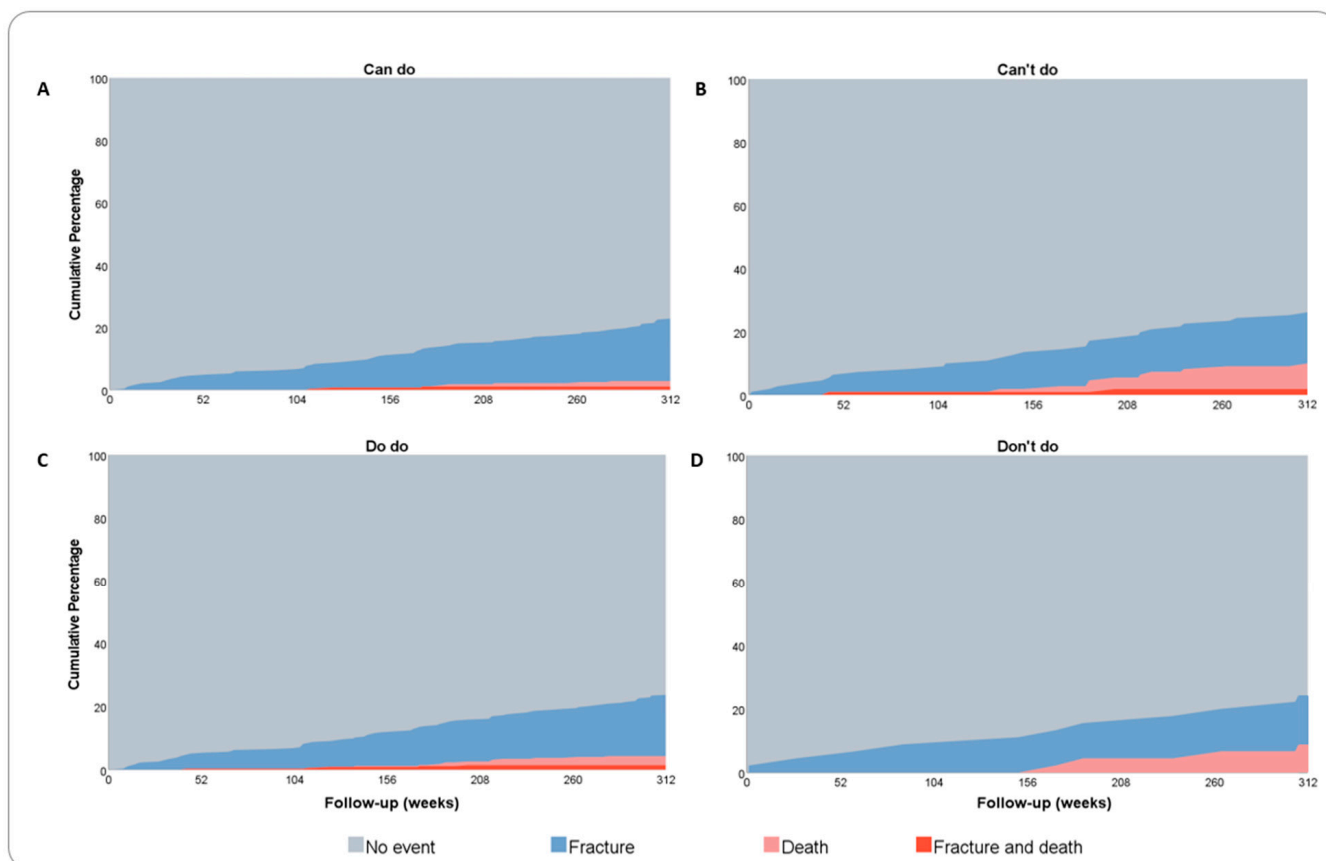 Can do
Can't do
A
B
100
80
60
40
20
0
Cumulative Percentage
0 52 104 156 208 260 312
100
80
60
40
20
0
0 52 104 156 208 260 312
Do do
Don't do
C
D
100
80
60
40
20
0
Cumulative Percentage
0 52 104 156 208 260 312
Follow-up (weeks)
100
80
60
40
20
0
0 52 104 156 208 260 312
Follow-up (weeks)
No event Fracture Death Fracture and death